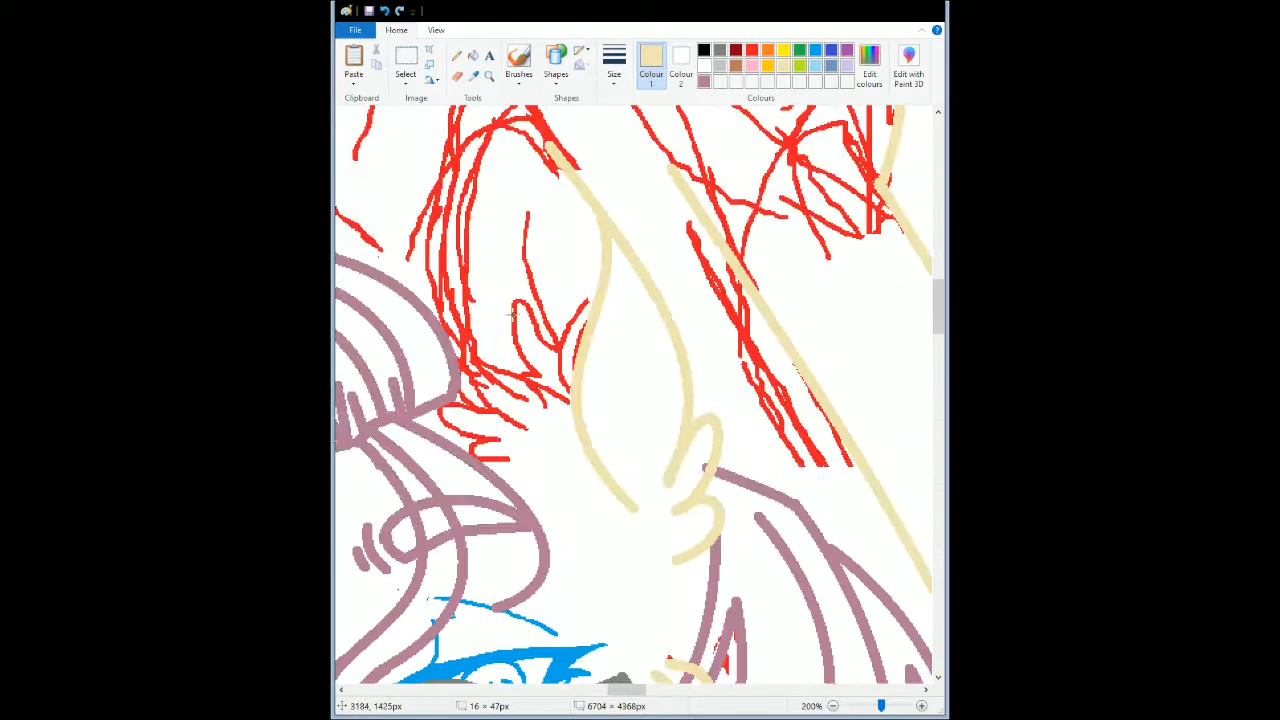 File Home View
Paste Select Brushes Shapes Size Colour 1 Colour 2 Edit colours Edit with Paint 3D
Clipboard Image Tools Shapes Colours
3184, 1425px 16 × 47px 6704 × 4368px 200%